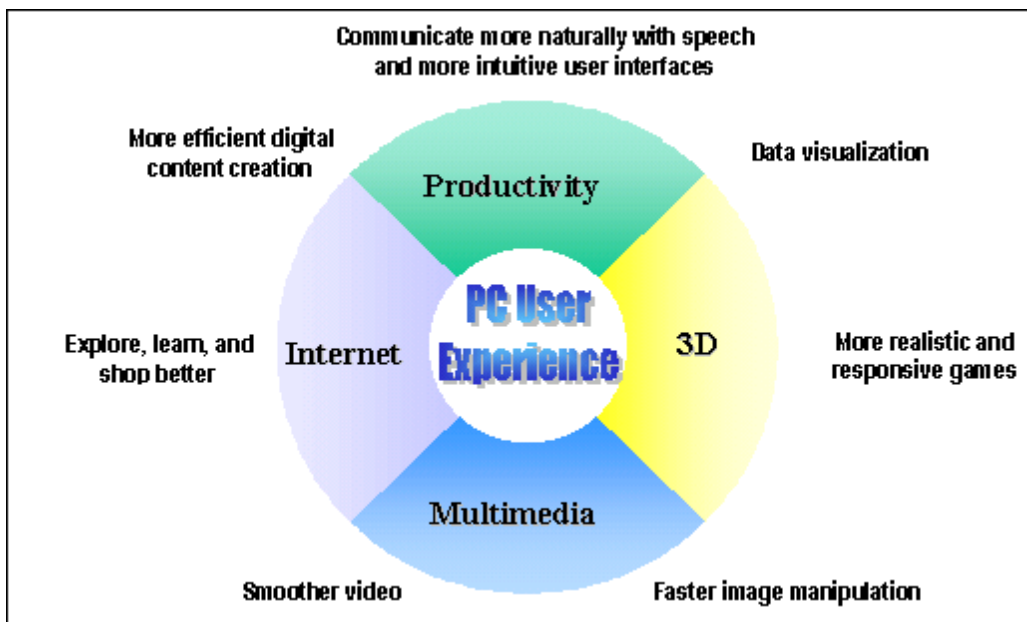 Communicate more naturally with speech
and more intuitive user interfaces
More efficient digital
content creation
Data visualization
Productivity
PC User
Experience
Internet
3D
Explore, learn, and
shop better
More realistic and
responsive games
Multimedia
Smoother video
Faster image manipulation